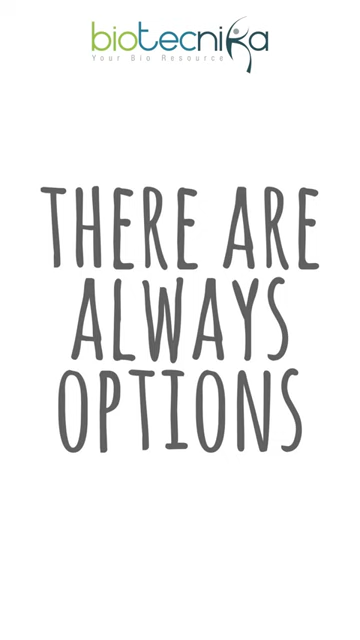 biotecnika
Your Bio Resource
THERE ARE
ALWAYS
OPTIONS